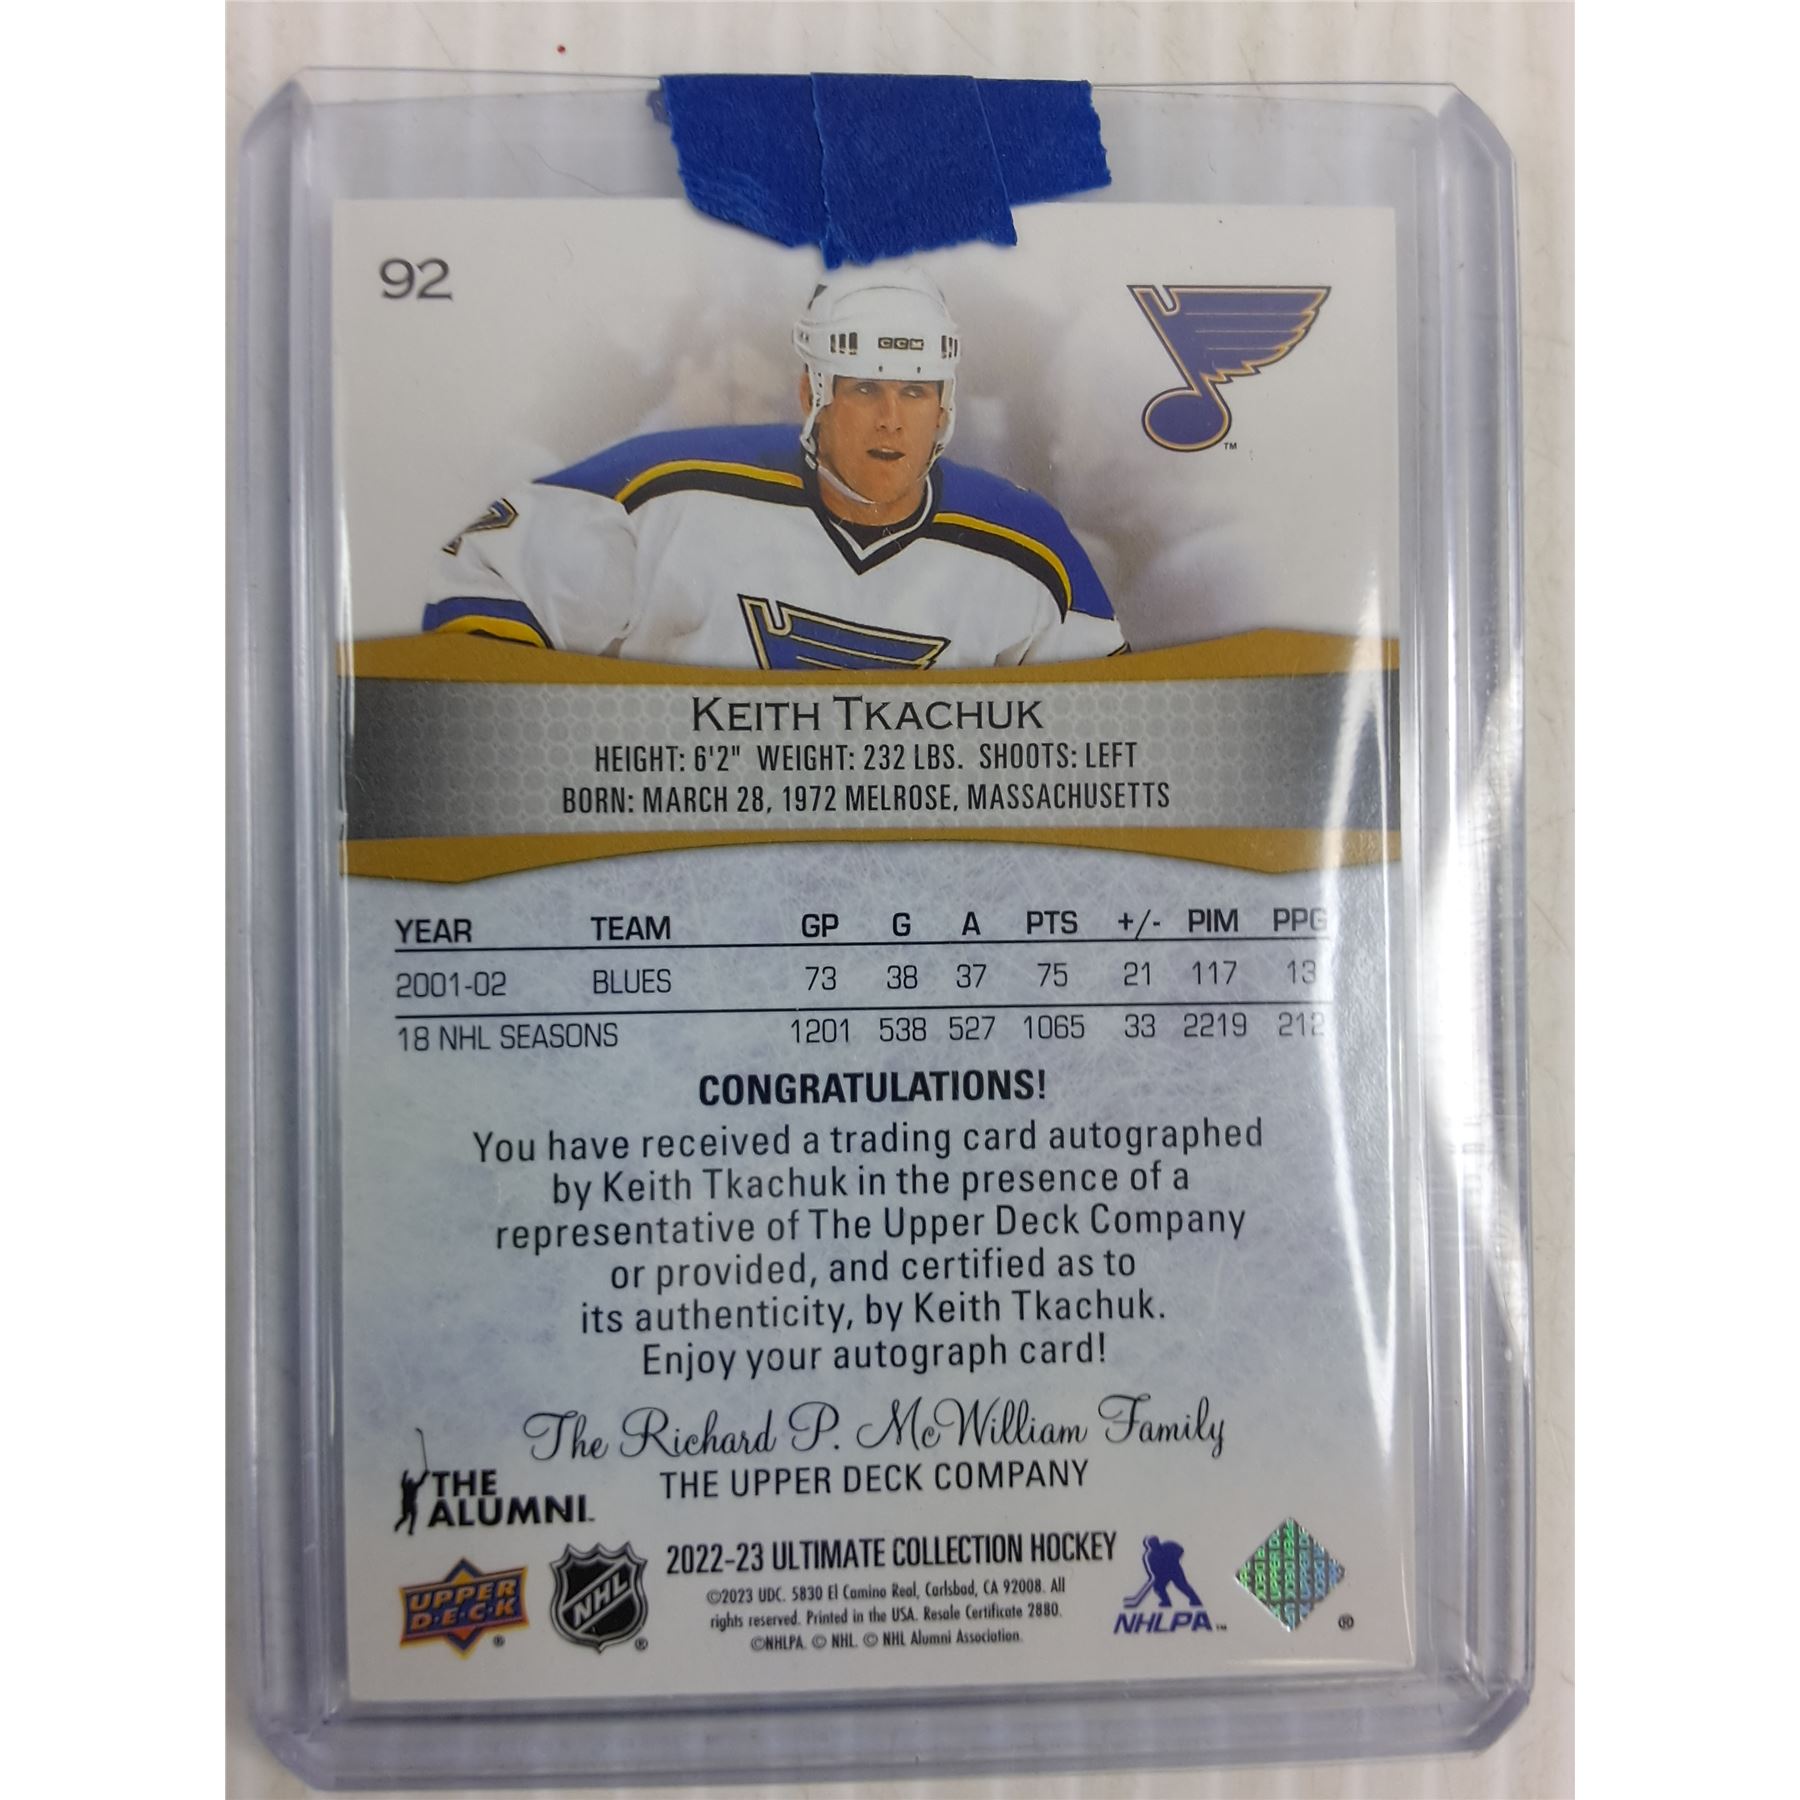 92
CCM
TM
KEITH TKACHUK
HEIGHT: 6'2" WEIGHT: 232 LBS. SHOOTS: LEFT
BORN: MARCH 28, 1972 MELROSE, MASSACHUSETTS
YEAR TEAM GP G A PTS +/- PIM PPG
2001-02 BLUES 73 38 37 75 21 117 13
18 NHL SEASONS 1201 538 527 1065 33 2219 212
CONGRATULATIONS!
You have received a trading card autographed
by Keith Tkachuk in the presence of a
representative of The Upper Deck Company
or provided, and certified as to
its authenticity, by Keith Tkachuk.
Enjoy your autograph card!
The Richard P. McWilliam Family
THE UPPER DECK COMPANY
THE
ALUMNI
2022-23 ULTIMATE COLLECTION HOCKEY
©2023 UDC. 5830 El Camino Real, Carlsbad, CA 92008. All
rights reserved. Printed in the USA. Resale Certificate 2880.
©NHLPA. © NHL. © NHL Alumni Association.
UPPER
D•E•C•K
®
NHL
®
NHLPA
®